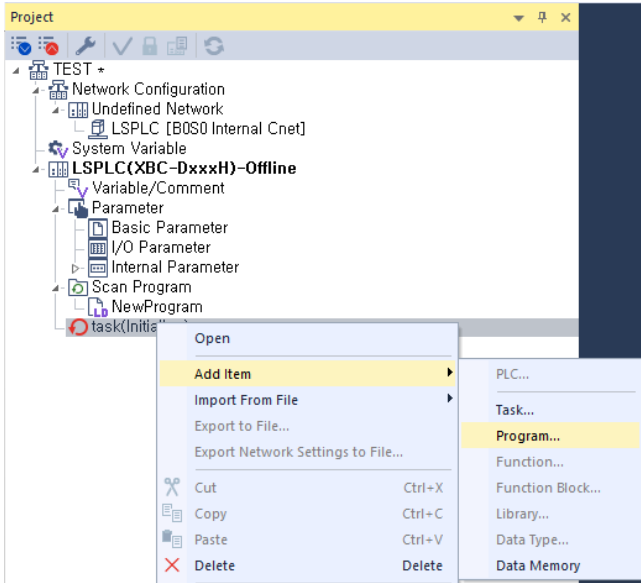 Project
TEST *
Network Configuration
Undefined Network
LSPLC [B0S0 Internal Cnet]
System Variable
LSPLC(XBC-DxxxH)-Offline
Variable/Comment
Parameter
Basic Parameter
I/O Parameter
Internal Parameter
Scan Program
LD NewProgram
Open
Add Item
Import From File
Export to File...
Export Network Settings to File...
Cut Ctrl+X
Copy Ctrl+C
Paste Ctrl+V
Delete Delete
PLC...
Task...
Program...
Function...
Function Block...
Library...
Data Type...
Data Memory